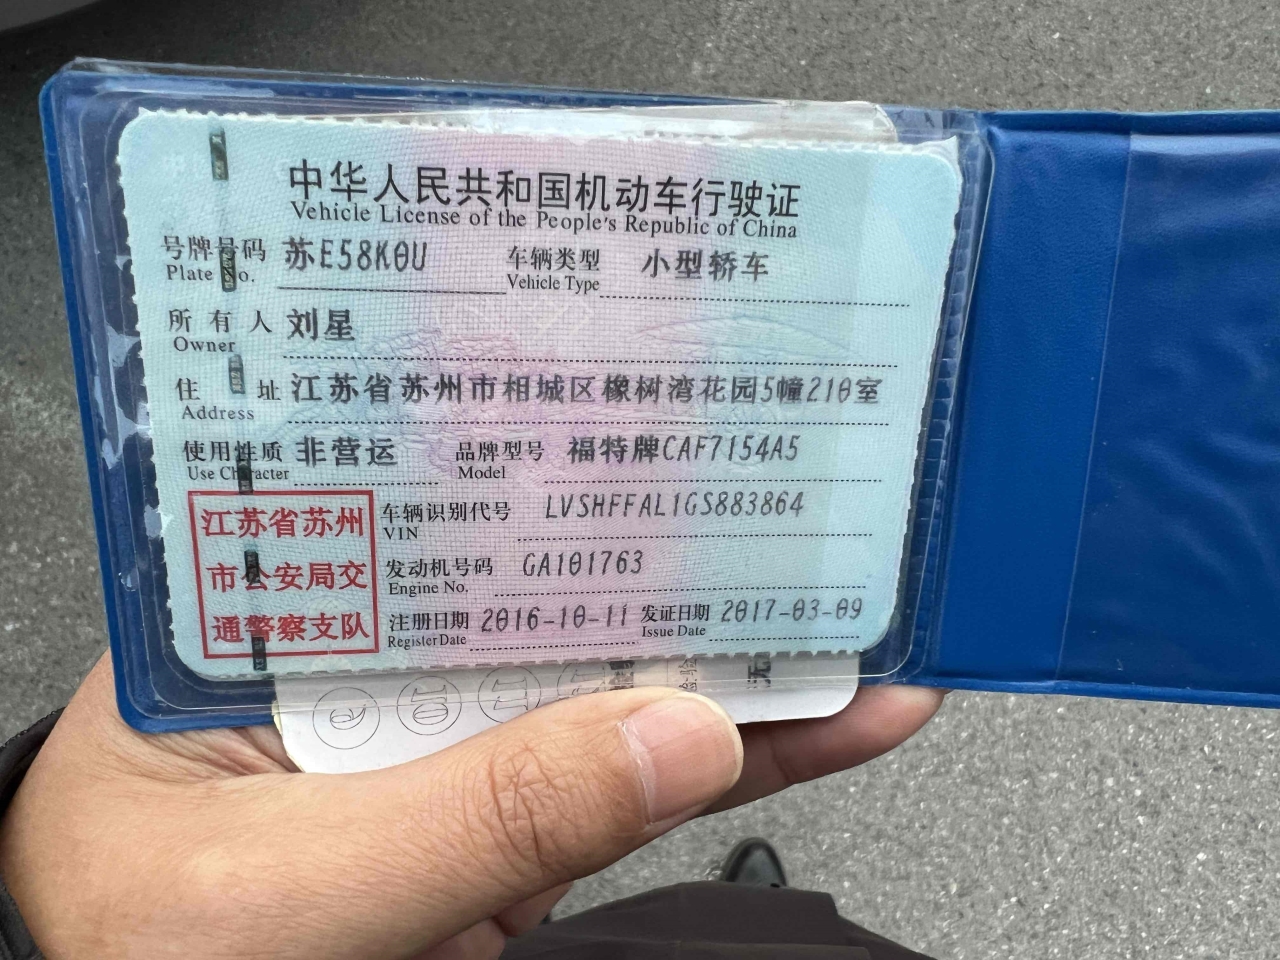 中华人民共和国机动车行驶证
Vehicle License of the People's Republic of China
号牌号码 苏E58K0U 车辆类型 小型轿车
Plate No. Vehicle Type
所有人 刘星
Owner
住址 江苏省苏州市相城区橡树湾花园5幢210室
Address
使用性质 非营运 品牌型号 福特牌CAF7154A5
Use Character Model
江苏省苏州
市公安局交
通警察支队
车辆识别代号 LVSHFFAL1GS883864
VIN
发动机号码 GA101763
Engine No.
注册日期 2016-10-11 发证日期 2017-03-09
Register Date Issue Date